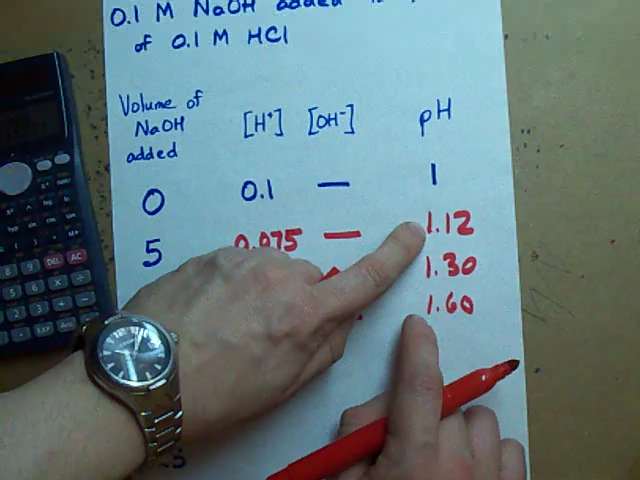 0.1 M NaOH added
of 0.1 M HCl
Volume of NaOH added [H⁺] [OH⁻] pH
0 0.1 — 1
5 0.075 — 1.12
1.30
1.60